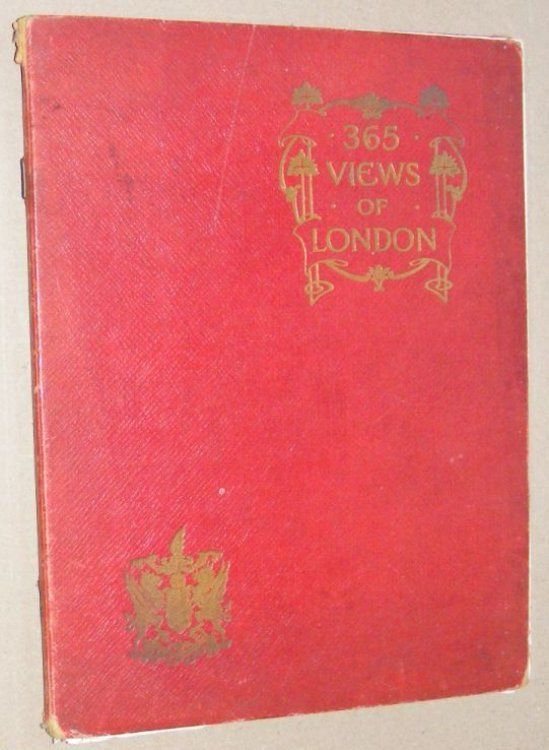 · 365 ·
VIEWS
· OF ·
LONDON